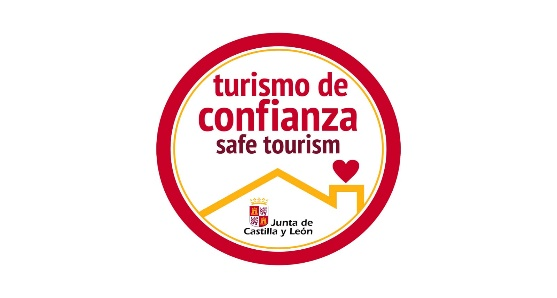 turismo de
confianza
safe tourism
Junta de
Castilla y León